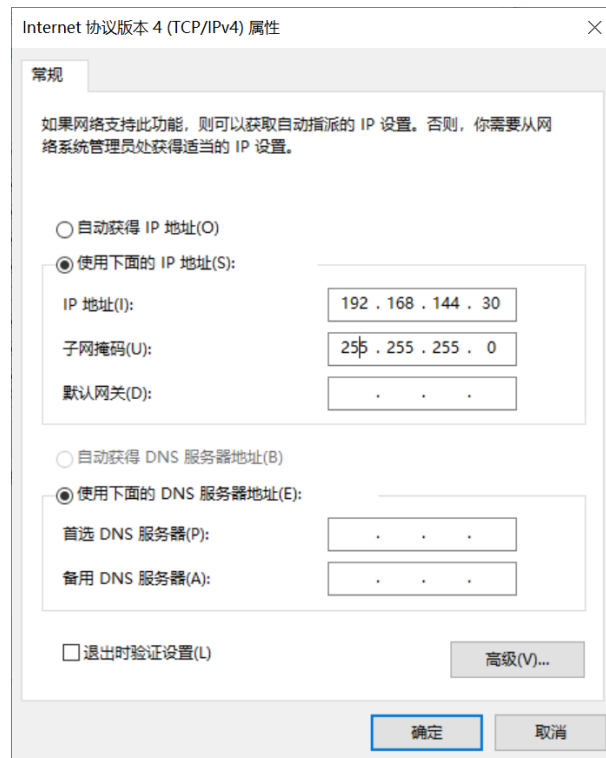 Internet 协议版本 4 (TCP/IPv4) 属性
常规
如果网络支持此功能，则可以获取自动指派的 IP 设置。否则，你需要从网
络系统管理员处获得适当的 IP 设置。
自动获得 IP 地址(O)
使用下面的 IP 地址(S):
IP 地址(I):
192 . 168 . 144 . 30
子网掩码(U):
255 . 255 . 255 . 0
默认网关(D):
. . .
自动获得 DNS 服务器地址(B)
使用下面的 DNS 服务器地址(E):
首选 DNS 服务器(P):
. . .
备用 DNS 服务器(A):
. . .
退出时验证设置(L)
高级(V)...
确定
取消